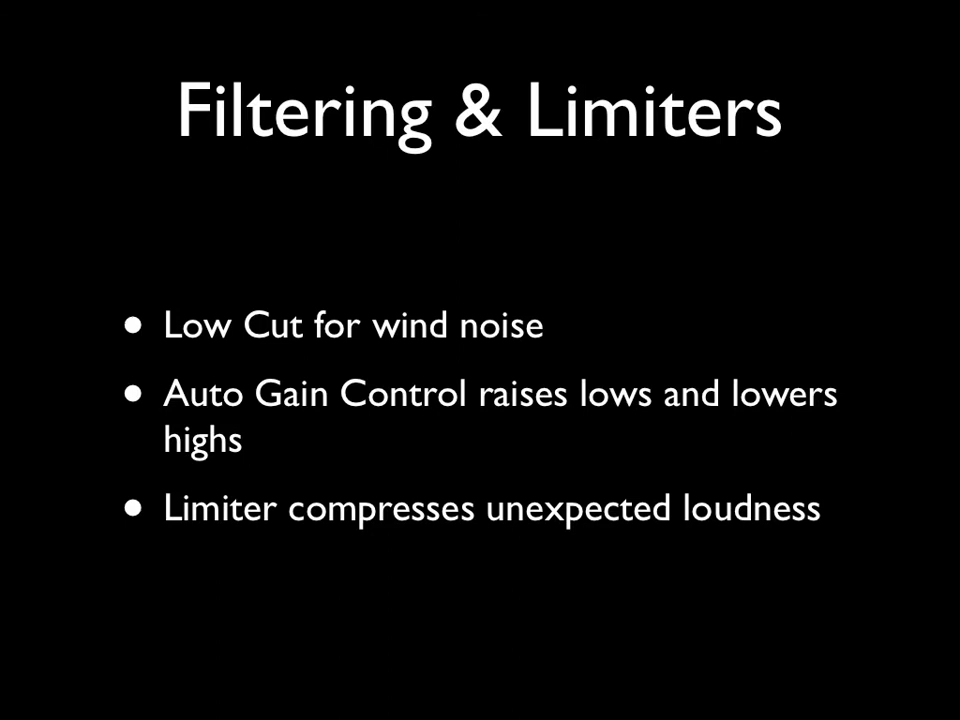 Filtering & Limiters
• Low Cut for wind noise
• Auto Gain Control raises lows and lowers
highs
• Limiter compresses unexpected loudness